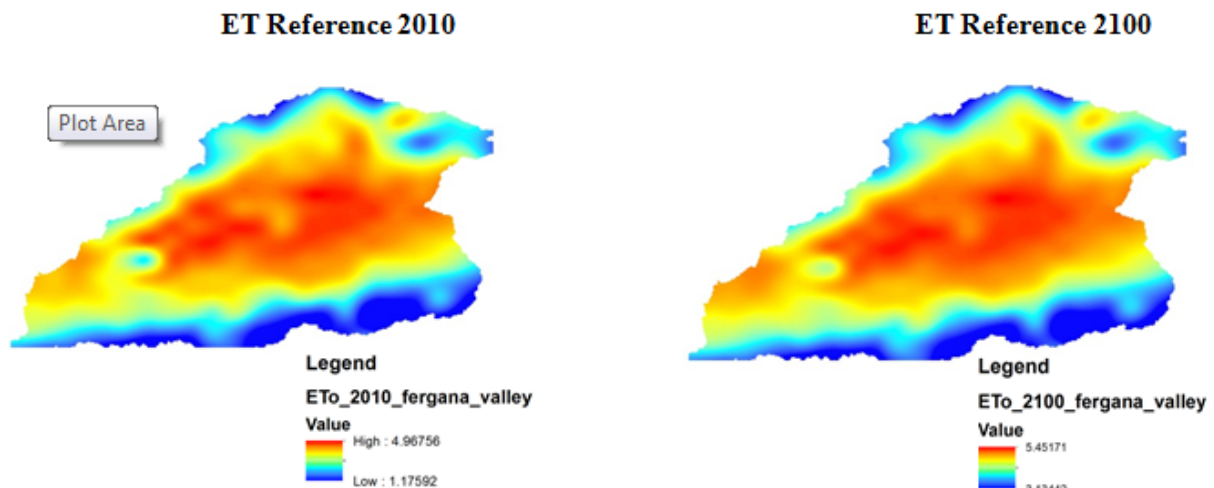 ET Reference 2010
ET Reference 2100
Plot Area
Legend
ETo_2010_fergana_valley
Value
High : 4.96756
Low : 1.17592
Legend
ETo_2100_fergana_valley
Value
5.45171